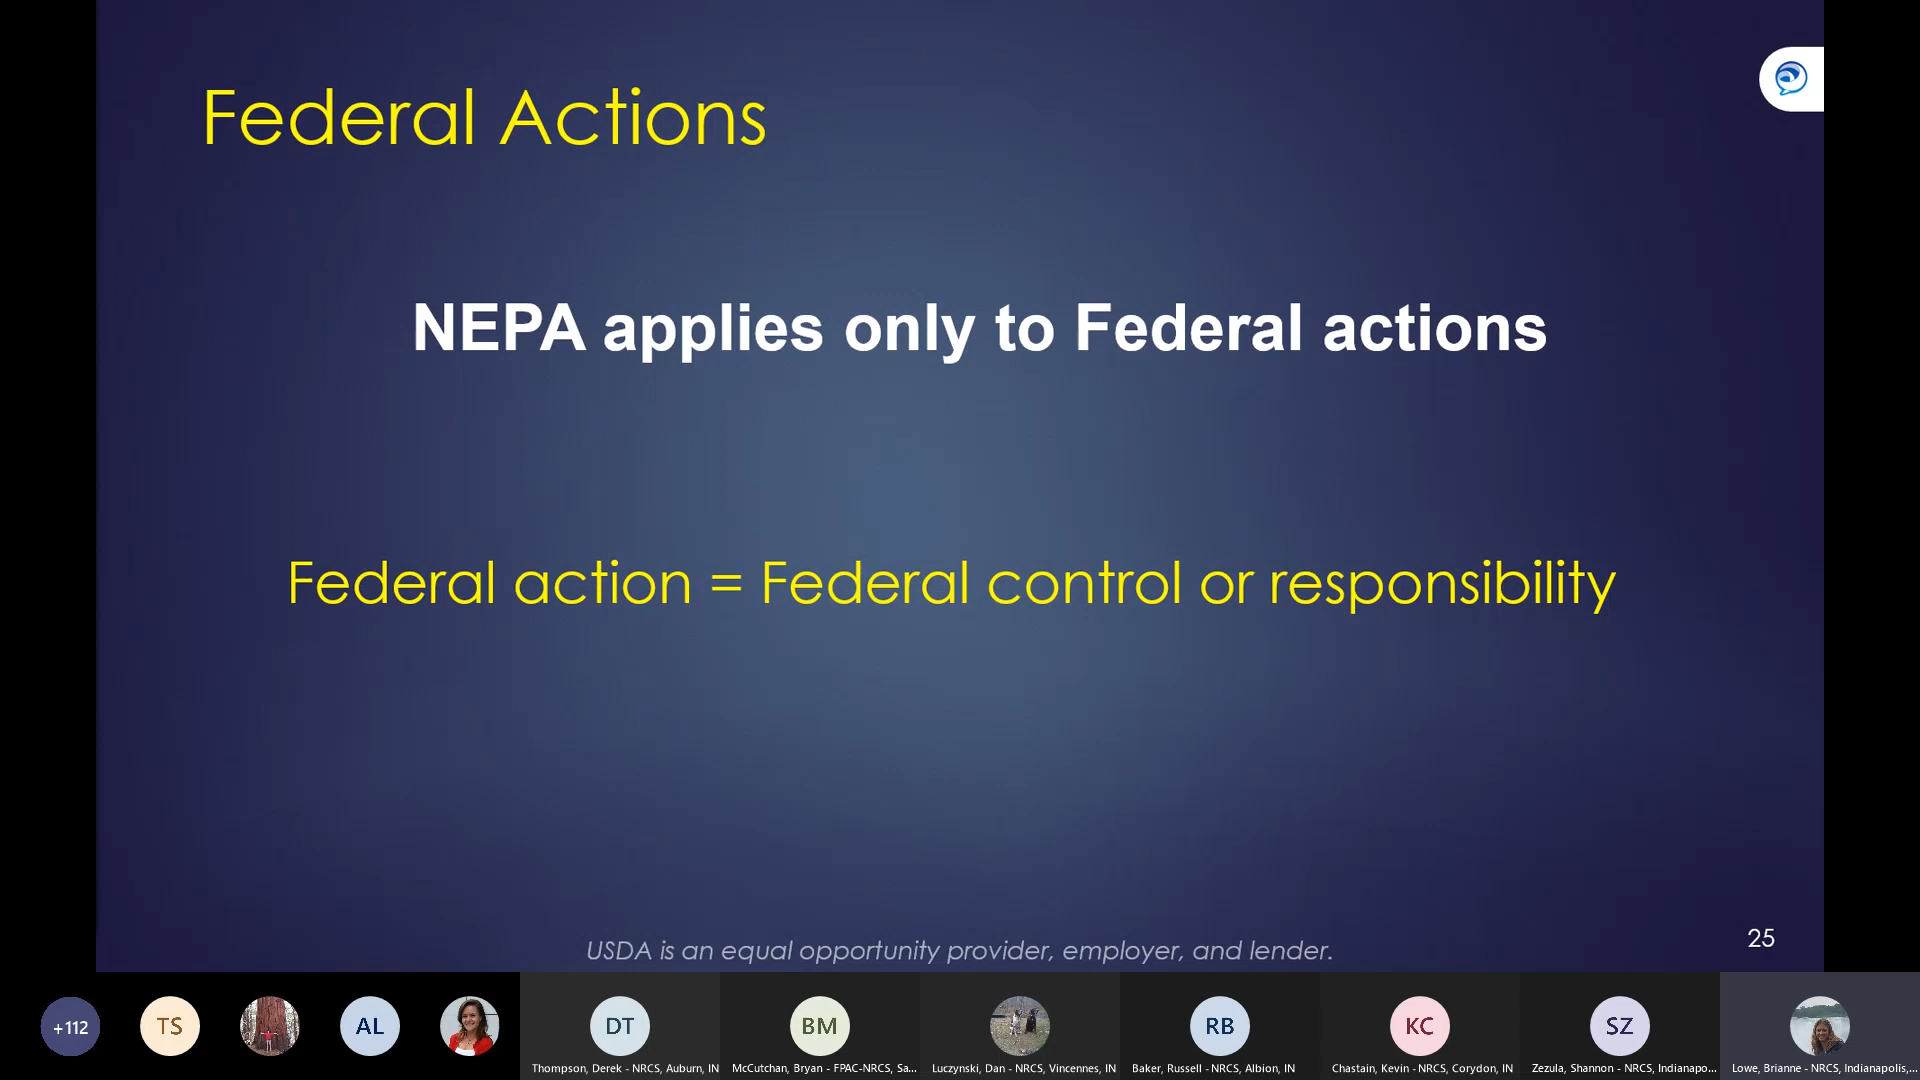 Federal Actions
NEPA applies only to Federal actions
Federal action = Federal control or responsibility
USDA is an equal opportunity provider, employer, and lender.
25
+112
TS
AL
DT
BM
RB
KC
SZ
Thompson, Derek - NRCS, Auburn, IN
McCutchan, Bryan - FPAC-NRCS, Sa...
Luczynski, Dan - NRCS, Vincennes, IN
Baker, Russell - NRCS, Albion, IN
Chastain, Kevin - NRCS, Corydon, IN
Zezula, Shannon - NRCS, Indianapo...
Lowe, Brianne - NRCS, Indianapolis,...